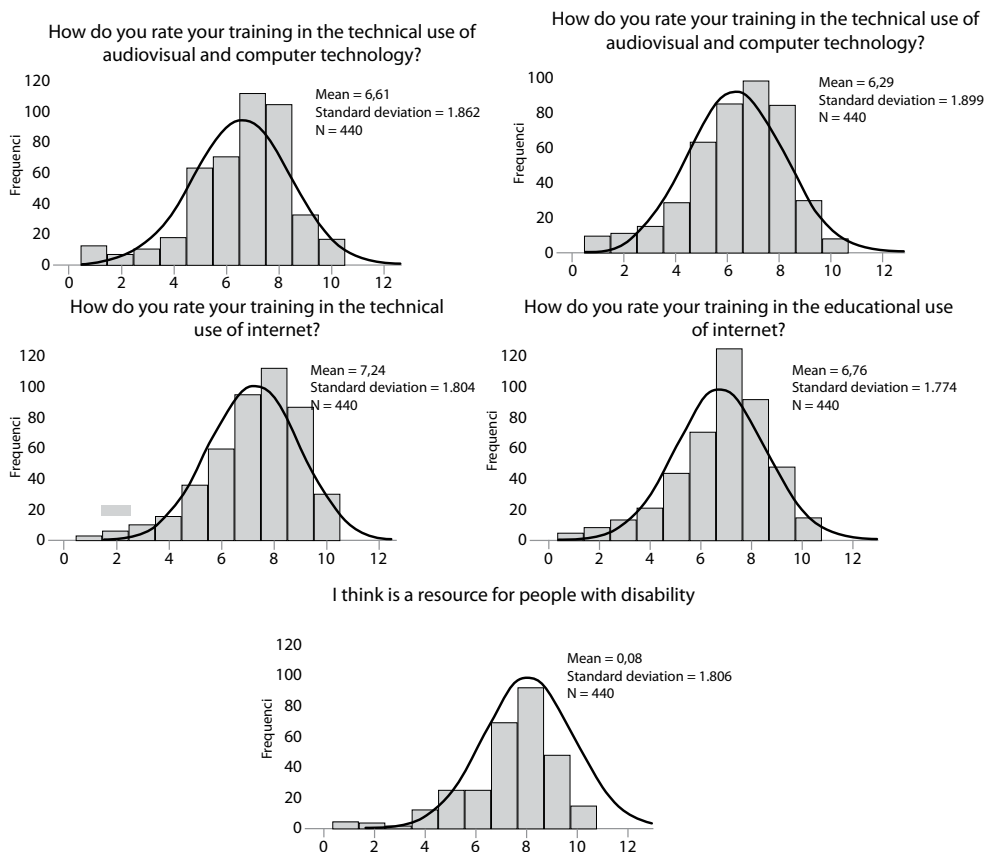 How do you rate your training in the technical use of
audiovisual and computer technology?
Mean = 6,61
Standard deviation = 1.862
N = 440
Frequenci
120
100
80
60
40
20
0
0 2 4 6 8 10 12
How do you rate your training in the technical use of
audiovisual and computer technology?
Mean = 6,29
Standard deviation = 1.899
N = 440
Frequenci
100
80
60
40
20
0
0 2 4 6 8 10 12
How do you rate your training in the technical
use of internet?
Mean = 7,24
Standard deviation = 1.804
N = 440
Frequenci
120
100
80
60
40
20
0
0 2 4 6 8 10 12
How do you rate your training in the educational use
of internet?
Mean = 6,76
Standard deviation = 1.774
N = 440
Frequenci
120
100
80
60
40
20
0
0 2 4 6 8 10 12
I think is a resource for people with disability
Mean = 0,08
Standard deviation = 1.806
N = 440
Frequenci
120
100
80
60
40
20
0
0 2 4 6 8 10 12